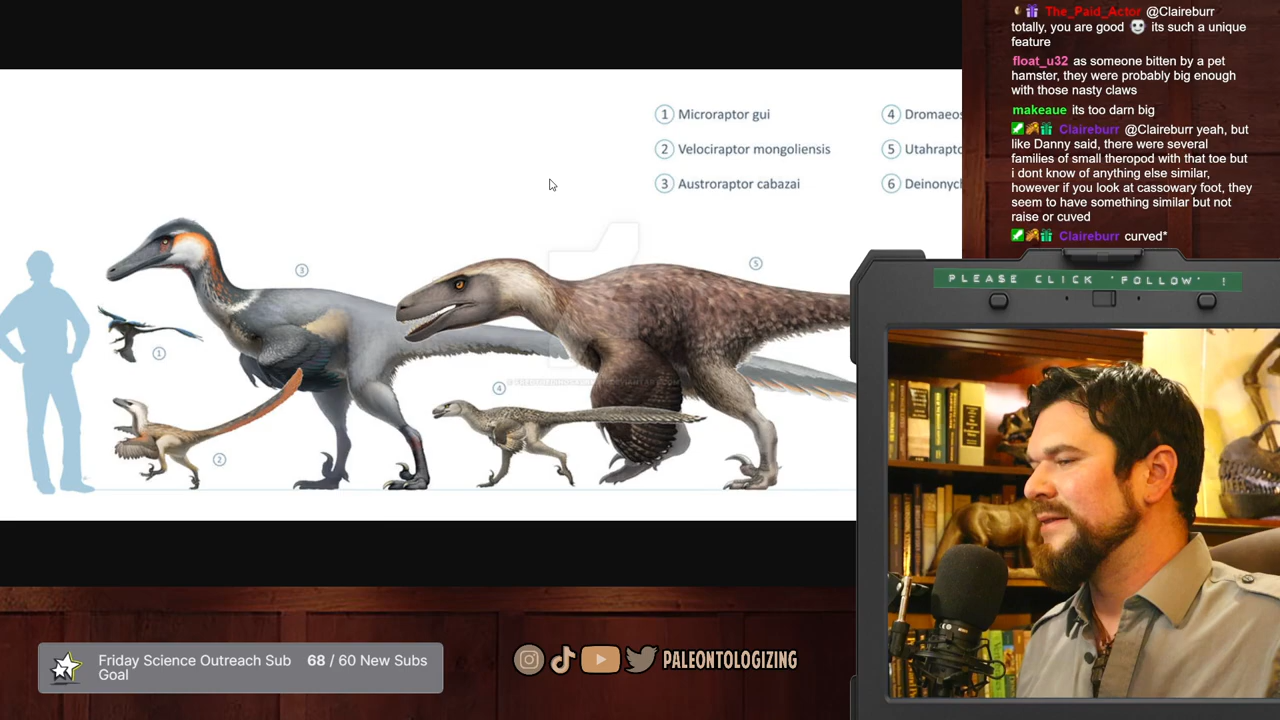 The_Paid_Actor @Claireburr
totally, you are good its such a unique
feature
float_u32 as someone bitten by a pet
hamster, they were probably big enough
with those nasty claws
makeaue its too darn big
Claireburr @Claireburr yeah, but
like Danny said, there were several
families of small theropod with that toe but
i dont know of anything else similar,
however if you look at cassowary foot, they
seem to have something similar but not
raise or cuved
Claireburr curved*
1 Microraptor gui
2 Velociraptor mongoliensis
3 Austroraptor cabazai
4 Dromaeos
5 Utahrapto
6 Deinonych
3
5
1
4
2
PLEASE CLICK 'FOLLOW' !
Friday Science Outreach Sub
Goal
68 / 60 New Subs
PALEONTOLOGIZING